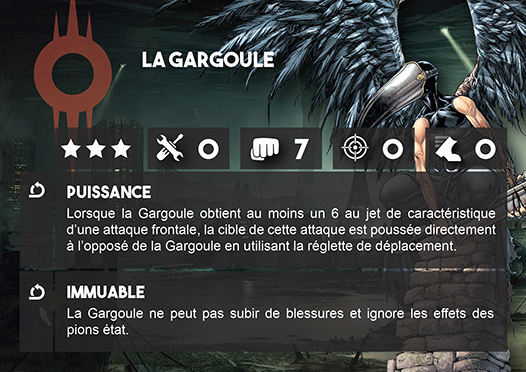 LA GARGOULE
0 7 0 0
PUISSANCE
Lorsque la Gargoule obtient au moins un 6 au jet de caractéristique
d'une attaque frontale, la cible de cette attaque est poussée directement
à l'opposé de la Gargoule en utilisant la réglette de déplacement.
IMMUABLE
La Gargoule ne peut pas subir de blessures et ignore les effets des
pions état.